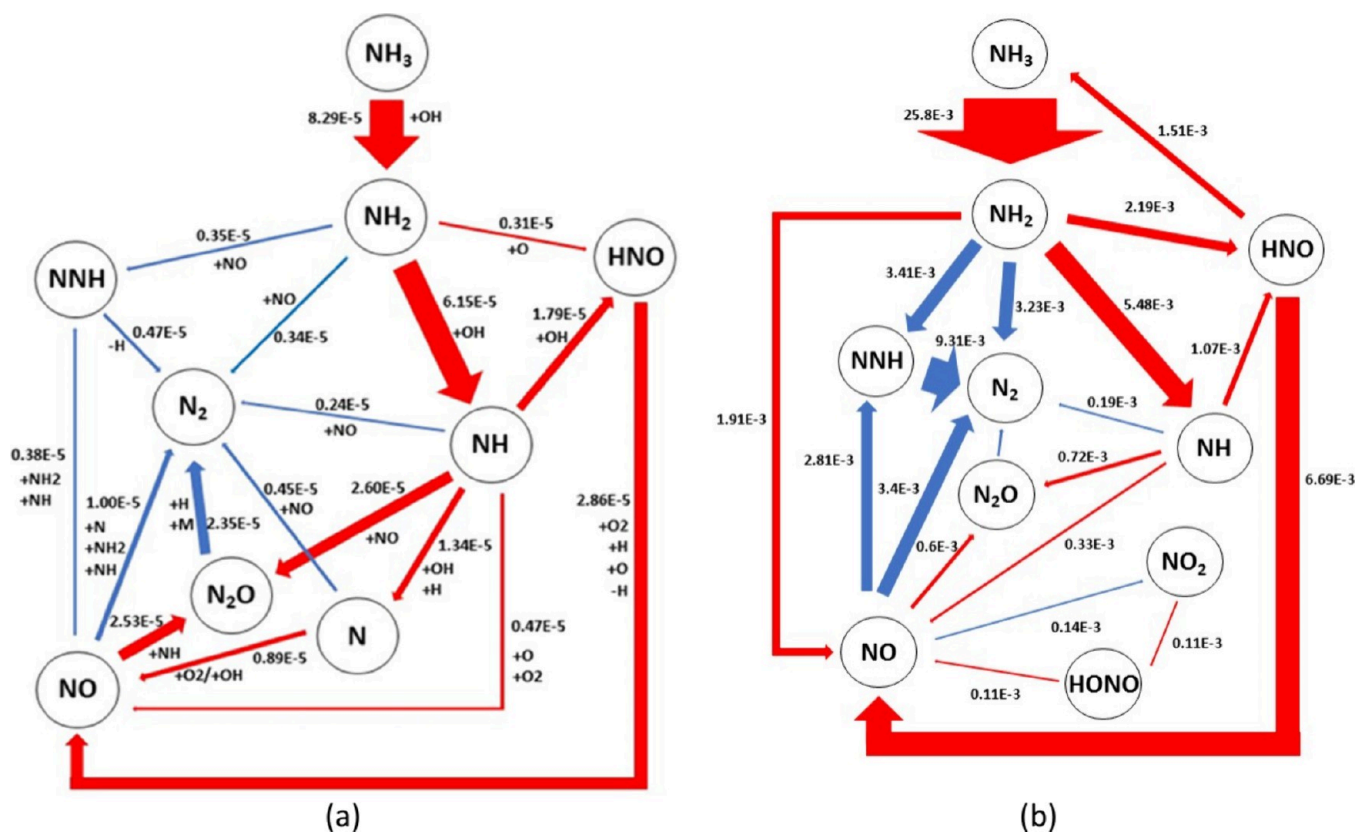 NH₃
8.29E-5
+OH
NH₂
0.35E-5
+NO
0.31E-5
+O
HNO
NNH
+NO
0.34E-5
6.15E-5
+OH
1.79E-5
+OH
0.47E-5
-H
N₂
0.24E-5
+NO
NH
0.38E-5
+NH2
+NH
1.00E-5
+N
+NH2
+NH
+H
+M
2.35E-5
0.45E-5
+NO
2.60E-5
+NO
1.34E-5
+OH
+H
2.86E-5
+O2
+H
+O
-H
N₂O
N
2.53E-5
+NH
0.89E-5
+O2/+OH
0.47E-5
+O
+O2
NO
(a)
NH₃
25.8E-3
1.51E-3
NH₂
2.19E-3
HNO
3.41E-3
3.23E-3
5.48E-3
NNH
9.31E-3
N₂
1.07E-3
1.91E-3
0.19E-3
NH
2.81E-3
3.4E-3
N₂O
0.72E-3
6.69E-3
0.6E-3
0.33E-3
NO₂
NO
0.14E-3
0.11E-3
HONO
0.11E-3
(b)